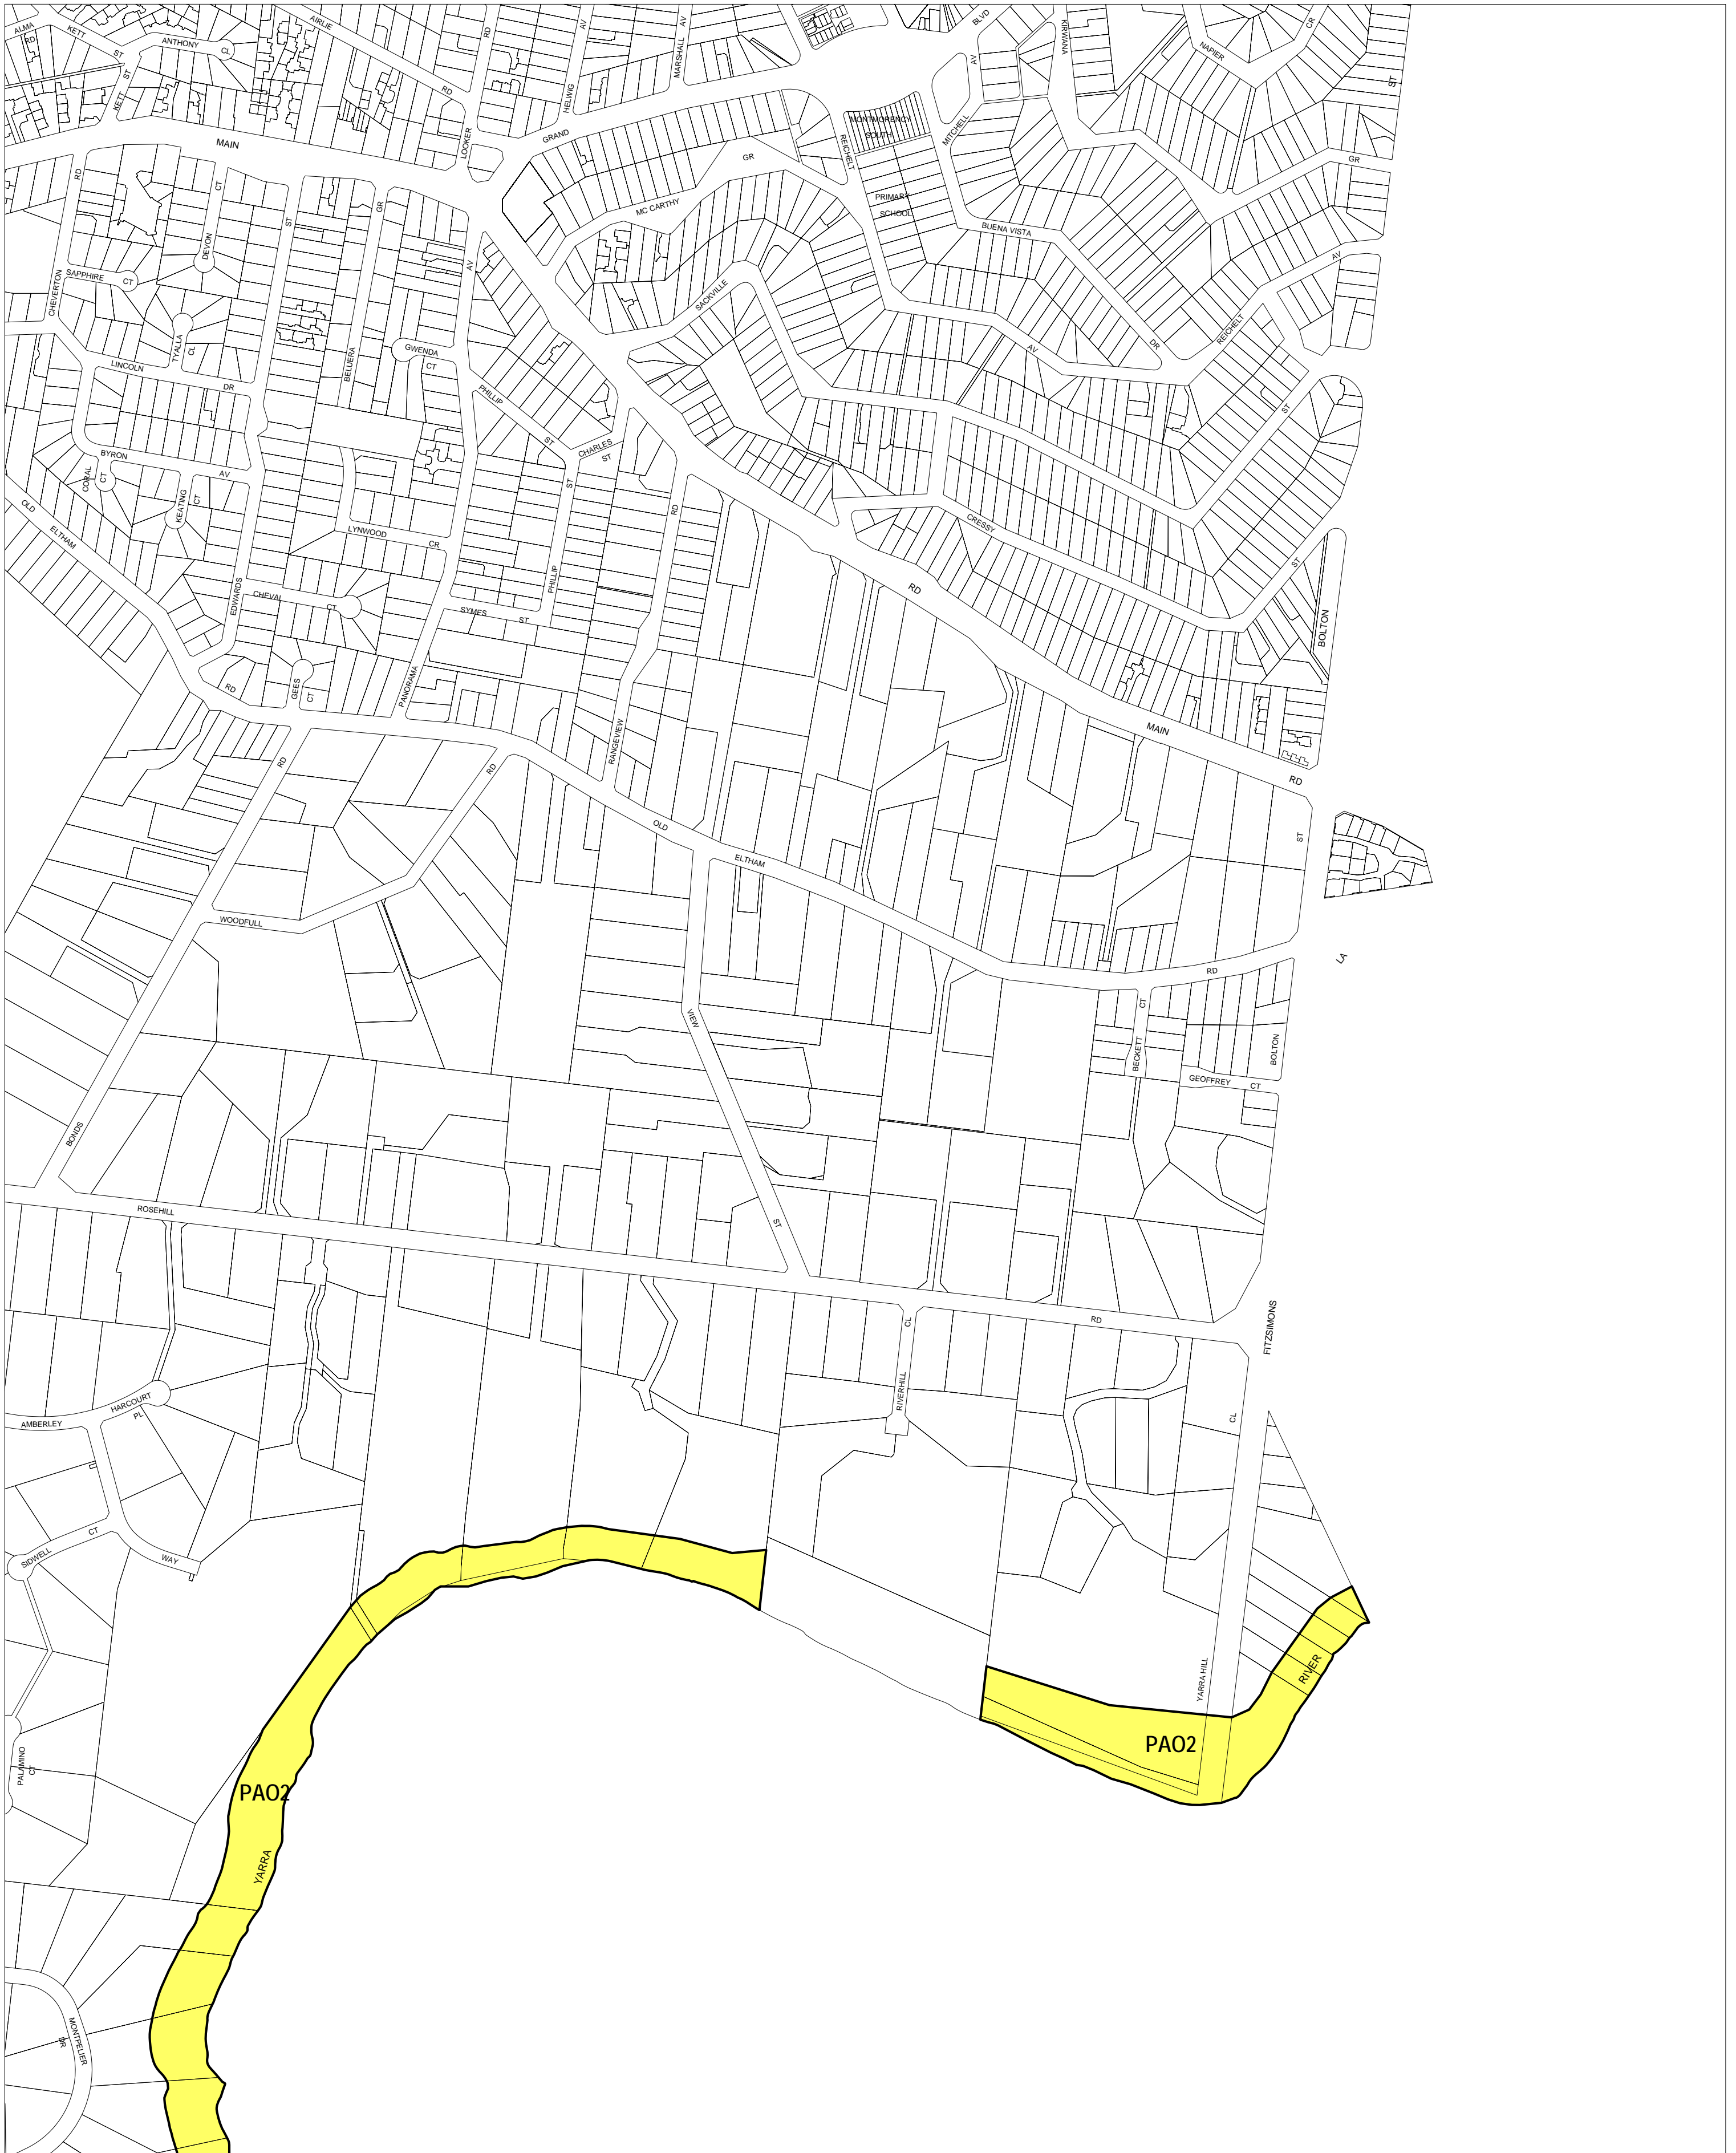 ALMA
RD
KETT
ST
ANTHONY
CL
AIRLIE
RD
KETT
ST
MAIN
RD
LOOKER
HELWIG
AV
MARSHALL
AV
GRAND
BLVD
AV
MITCHELL
KIRWANA
NAPIER
CR
ST
GR
MONTMORENCY
SOUTH
PRIMARY
SCHOOL
REICHELT
GR
MC CARTHY
BUENA VISTA
DR
AV
REICHELT
AV
SACKVILLE
ST
RD
CHEVERTON
SAPPHIRE
CT
DEVON
CT
ST
GR
BELUERA
AV
TYALLA
CL
LINCOLN
DR
GWENDA
CT
PHILLIP
ST
CHARLES
ST
BYRON
AV
CORAL
CT
KEATING
CT
OLD
ELTHAM
RD
EDWARDS
CHEVAL
CT
LYNWOOD
CR
SYMES
ST
PHILLIP
ST
RD
RANGEVIEW
PANORAMA
GEES
CT
CRESSY
ST
RD
BOLTON
MAIN
RD
ST
LA
RD
RD
WOODFULL
OLD
ELTHAM
RD
VIEW
ST
BECKETT
CT
GEOFFREY
CT
BOLTON
BONDS
ROSEHILL
RD
FITZSIMONS
RIVERHILL
CL
CL
YARRA HILL
AMBERLEY
HARCOURT
PL
SIDWELL
CT
WAY
PALAMINO
CT
PAO2
YARRA
RIVER
PAO2
MONTPELIER
DR